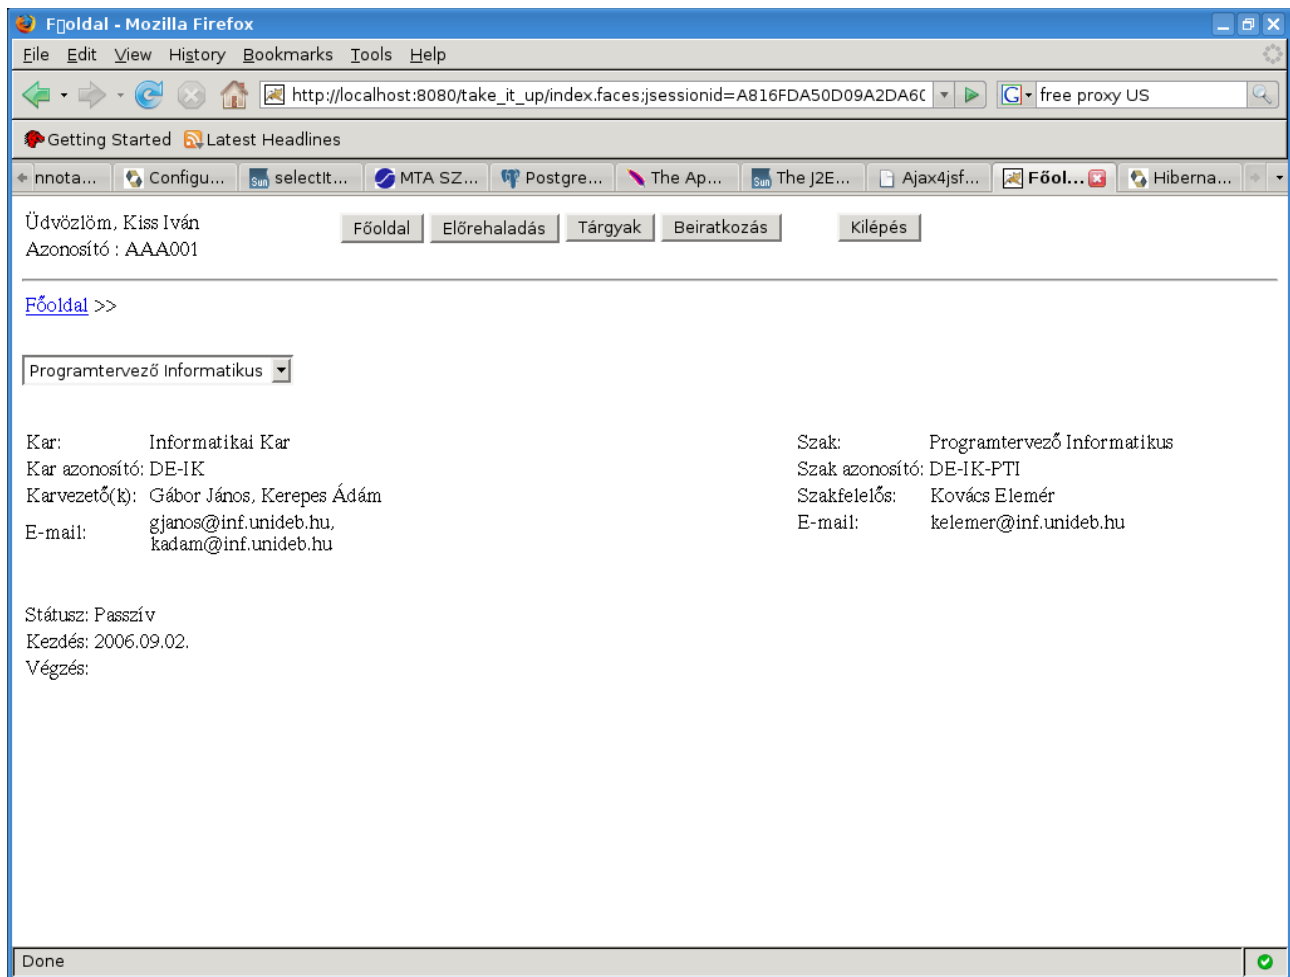 F▯oldal - Mozilla Firefox
File Edit View History Bookmarks Tools Help
http://localhost:8080/take_it_up/index.faces;jsessionid=A816FDA50D09A2DA6 free proxy US
Getting Started Latest Headlines
nnota... Configu... selectIt... MTA SZ... Postgre... The Ap... The J2E... Ajax4jsf... Főol... Hiberna...
Üdvözlöm, Kiss Iván
Azonosító : AAA001
Főoldal Előrehaladás Tárgyak Beiratkozás Kilépés
Főoldal >>
Programtervező Informatikus
Kar: Informatikai Kar
Kar azonosító: DE-IK
Karvezető(k): Gábor János, Kerepes Ádám
E-mail: gjanos@inf.unideb.hu,
kadam@inf.unideb.hu
Szak: Programtervező Informatikus
Szak azonosító: DE-IK-PTI
Szakfelelős: Kovács Elemér
E-mail: kelemer@inf.unideb.hu
Státusz: Passzív
Kezdés: 2006.09.02.
Végzés:
Done